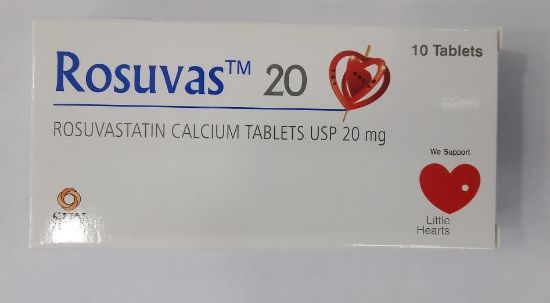 Rosuvas™ 20
10 Tablets
ROSUVASTATIN CALCIUM TABLETS USP 20 mg
We Support
Little
Hearts